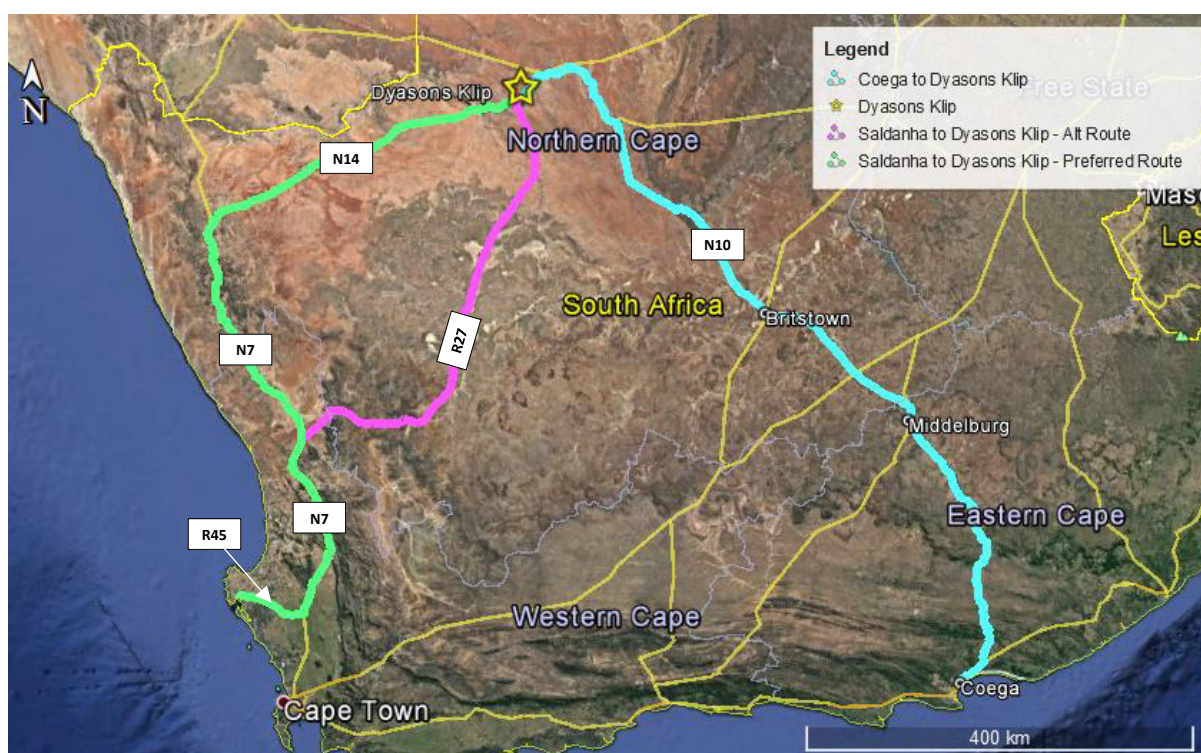 N
Legend
Coega to Dyasons Klip
Dyasons Klip
Saldanha to Dyasons Klip - Alt Route
Saldanha to Dyasons Klip - Preferred Route
Free State
Dyasons Klip
Northern Cape
N14
Mas
Les
N10
South Africa
Britstown
R27
N7
Middelburg
N7
Eastern Cape
R45
Western Cape
Coega
Cape Town
400 km